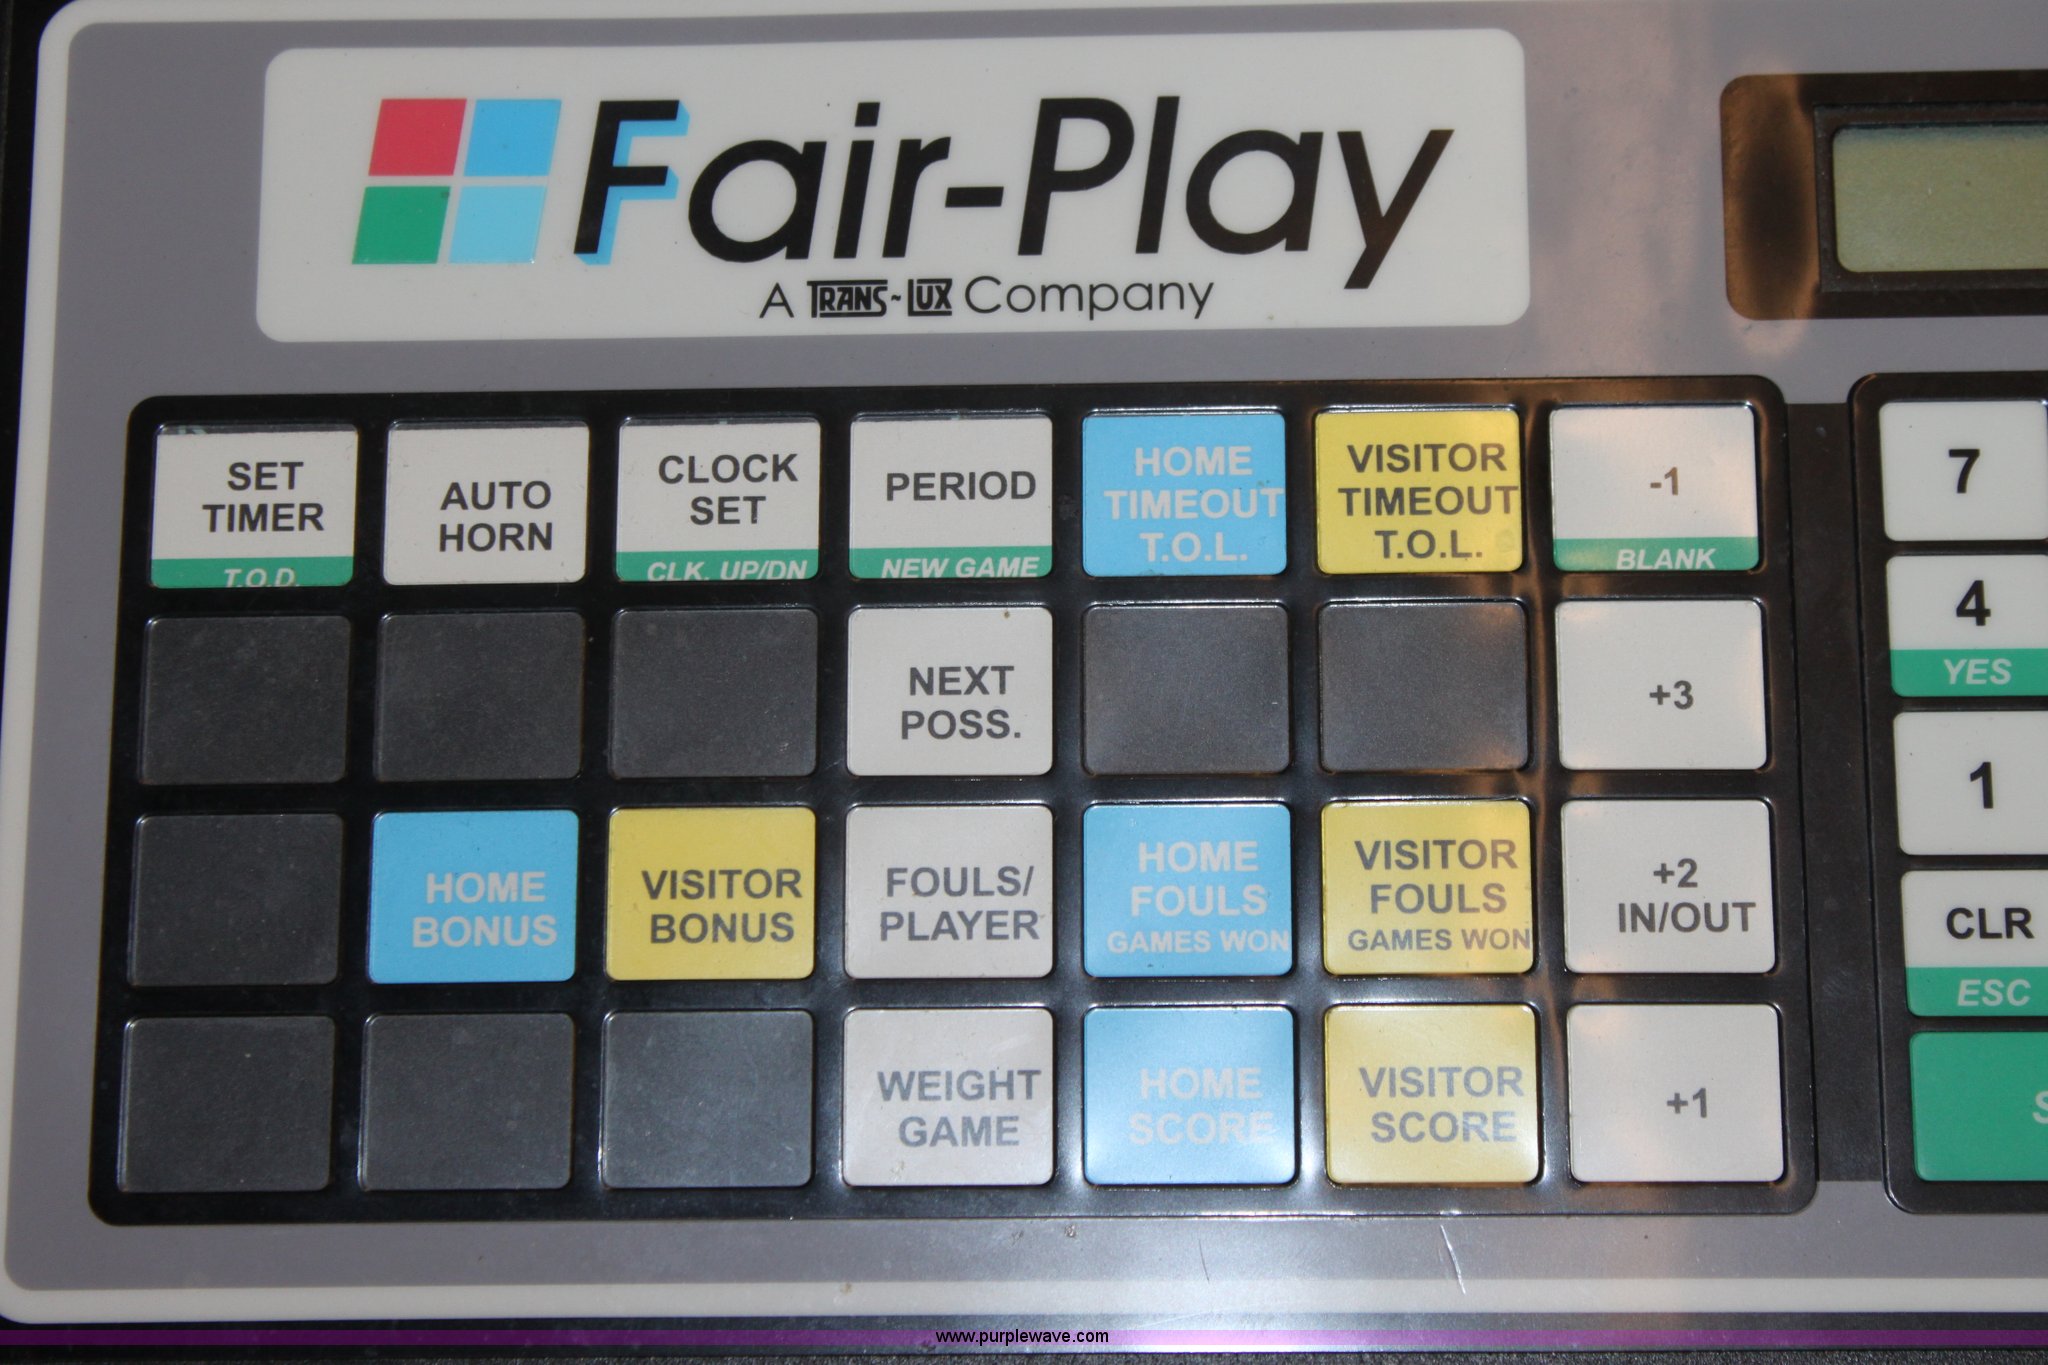 Fair-Play
A TRANS-LUX Company
SET
TIMER
T.O.D.
AUTO
HORN
CLOCK
SET
CLK. UP/DN
PERIOD
NEW GAME
HOME
TIMEOUT
T.O.L.
VISITOR
TIMEOUT
T.O.L.
-1
BLANK
7
NEXT
POSS.
+3
4
YES
HOME
BONUS
VISITOR
BONUS
FOULS/
PLAYER
HOME
FOULS
GAMES WON
VISITOR
FOULS
GAMES WON
+2
IN/OUT
1
CLR
ESC
WEIGHT
GAME
HOME
SCORE
VISITOR
SCORE
+1
www.purplewave.com